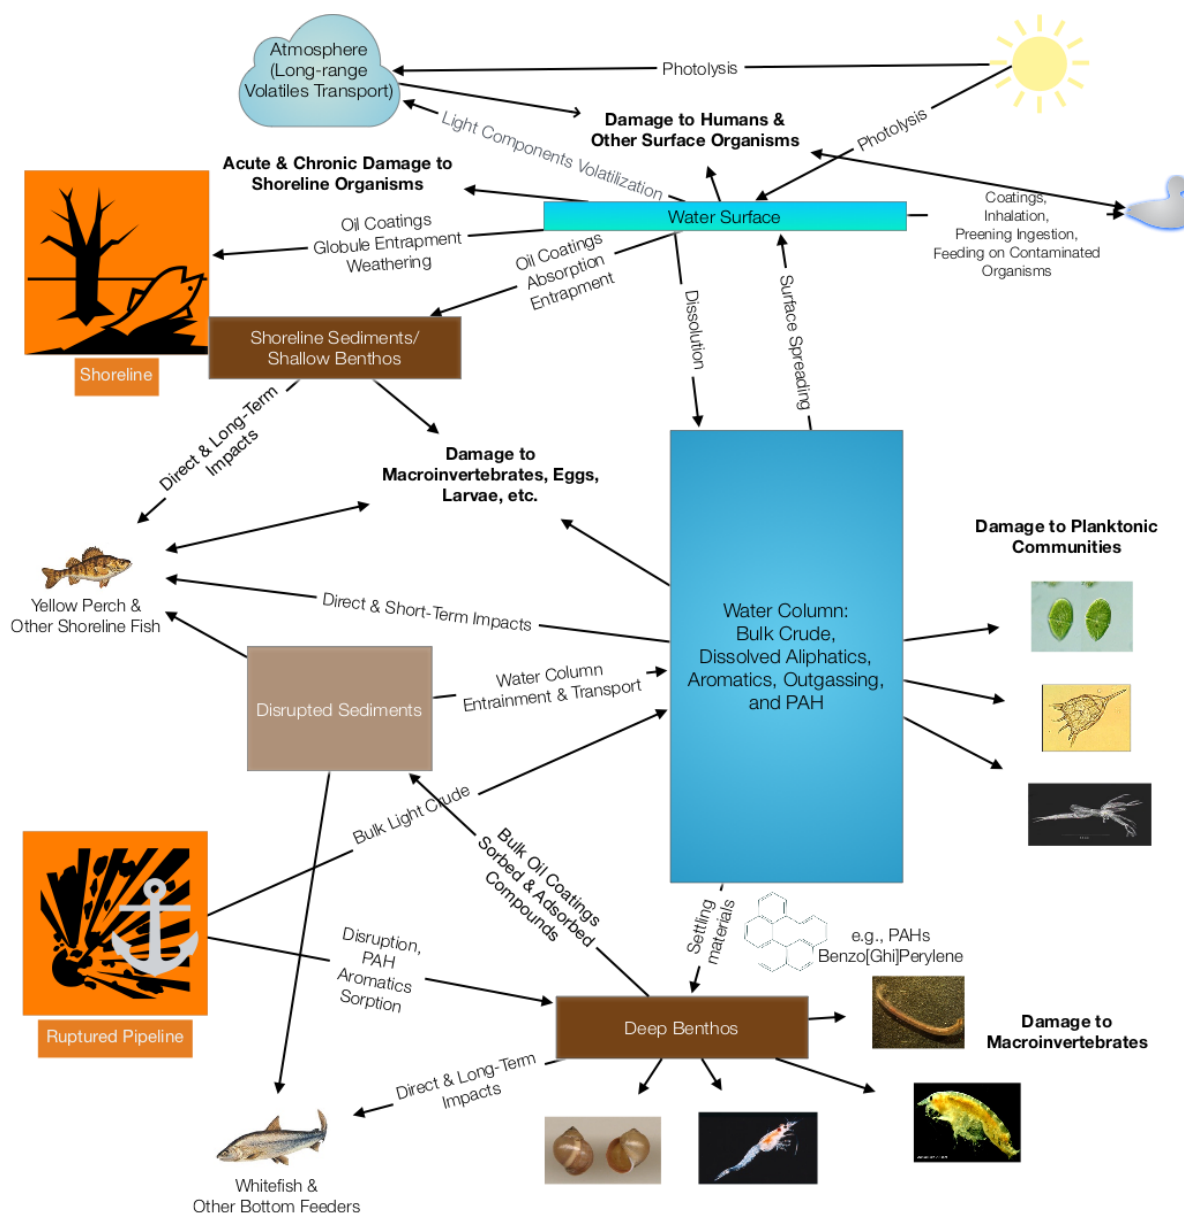 Atmosphere
(Long-range
Volatiles Transport)
Photolysis
Light Components Volatilization
Damage to Humans &
Other Surface Organisms
Photolysis
Acute & Chronic Damage to
Shoreline Organisms
Water Surface
Coatings,
Inhalation,
Preening Ingestion,
Feeding on Contaminated
Organisms
Oil Coatings
Globule Entrapment
Weathering
Oil Coatings
Absorption
Entrapment
Dissolution
Surface Spreading
Shoreline Sediments/
Shallow Benthos
Shoreline
Direct & Long-Term
Impacts
Damage to
Macroinvertebrates, Eggs,
Larvae, etc.
Damage to Planktonic
Communities
Yellow Perch &
Other Shoreline Fish
Direct & Short-Term Impacts
Water Column:
Bulk Crude,
Dissolved Aliphatics,
Aromatics, Outgassing,
and PAH
Disrupted Sediments
Water Column
Entrainment & Transport
Bulk Light Crude
Bulk Oil Coatings
Sorbed & Adsorbed
Compounds
Settling
materials
e.g., PAHs
Benzo[Ghi]Perylene
Disruption,
PAH
Aromatics
Sorption
Ruptured Pipeline
Deep Benthos
Damage to
Macroinvertebrates
Direct & Long-Term
Impacts
Whitefish &
Other Bottom Feeders